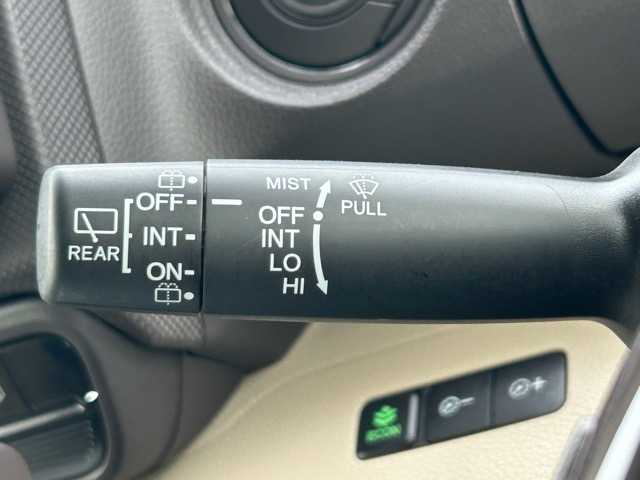 MIST
PULL
OFF
INT
LO
HI
REAR
OFF
INT
ON
ECON
- +